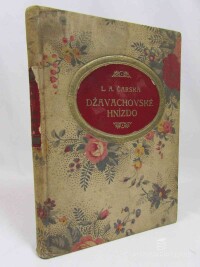 L. A. ČARSKÁ
DŽAVACHOVSKÉ
HNÍZDO